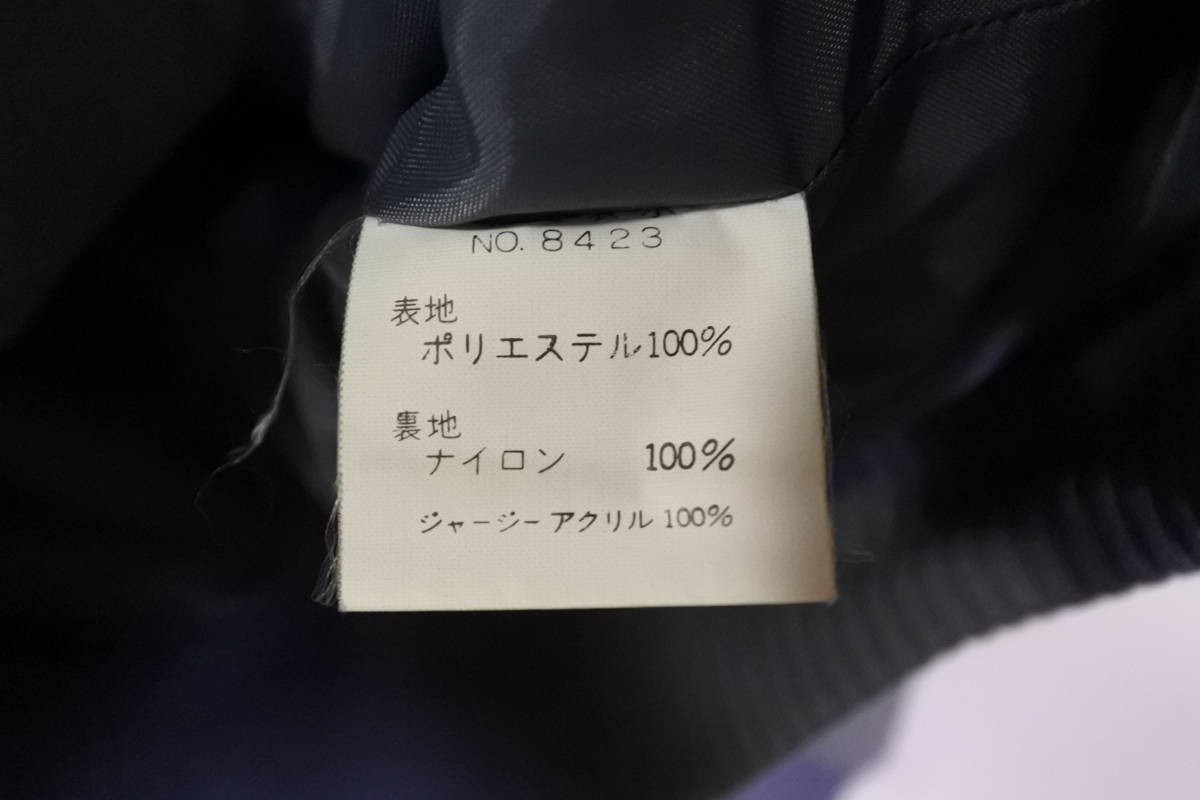 NO. 8423
表地
ポリエステル100%
裏地
ナイロン 100%
ジャージーアクリル 100%